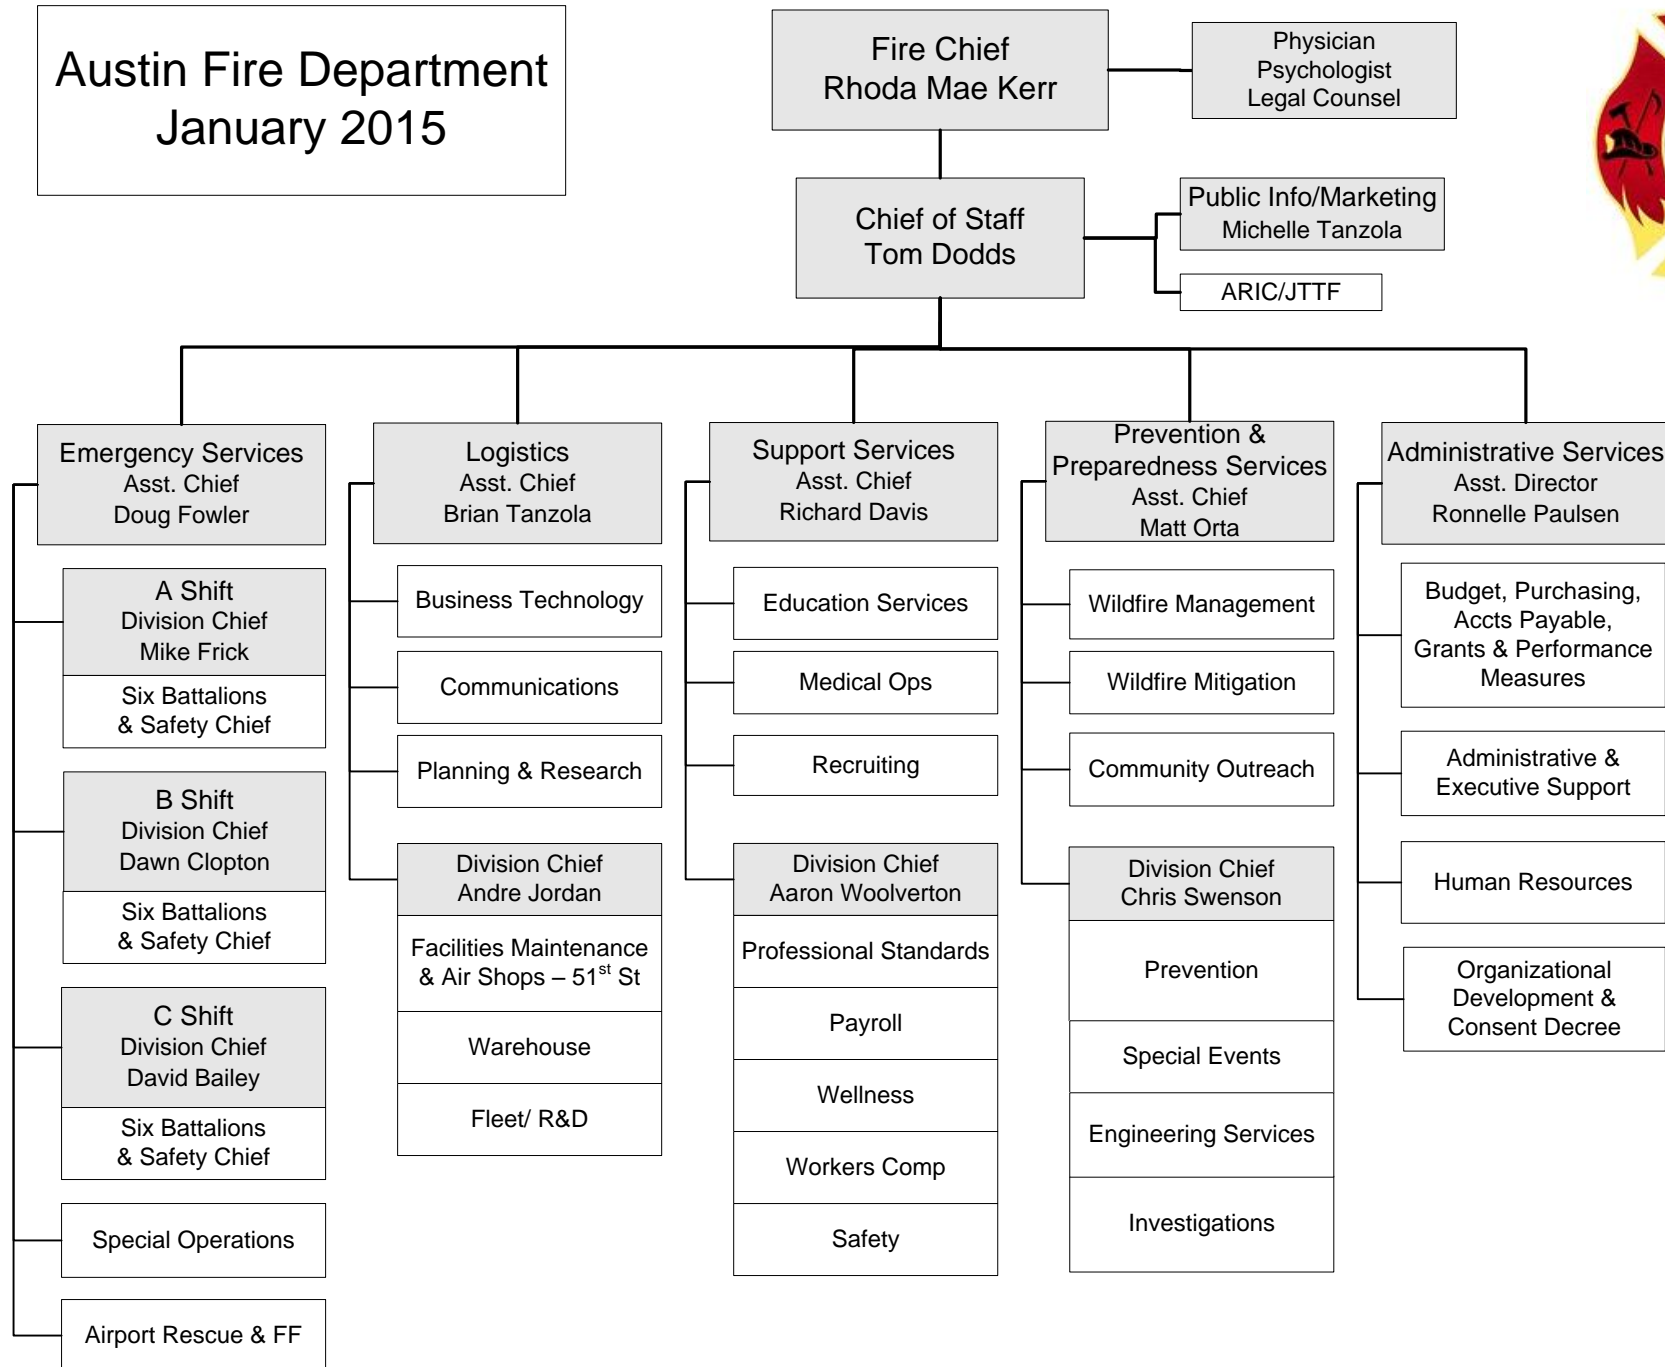 Austin Fire Department
January 2015
Fire Chief
Rhoda Mae Kerr
Physician
Psychologist
Legal Counsel
Chief of Staff
Tom Dodds
Public Info/Marketing
Michelle Tanzola
ARIC/JTTF
Emergency Services
Asst. Chief
Doug Fowler
A Shift
Division Chief
Mike Frick
Six Battalions
& Safety Chief
B Shift
Division Chief
Dawn Clopton
Six Battalions
& Safety Chief
C Shift
Division Chief
David Bailey
Six Battalions
& Safety Chief
Special Operations
Airport Rescue & FF
Logistics
Asst. Chief
Brian Tanzola
Business Technology
Communications
Planning & Research
Division Chief
Andre Jordan
Facilities Maintenance
& Air Shops – 51st St
Warehouse
Fleet/ R&D
Support Services
Asst. Chief
Richard Davis
Education Services
Medical Ops
Recruiting
Division Chief
Aaron Woolverton
Professional Standards
Payroll
Wellness
Workers Comp
Safety
Prevention &
Preparedness Services
Asst. Chief
Matt Orta
Wildfire Management
Wildfire Mitigation
Community Outreach
Division Chief
Chris Swenson
Prevention
Special Events
Engineering Services
Investigations
Administrative Services
Asst. Director
Ronnelle Paulsen
Budget, Purchasing,
Accts Payable,
Grants & Performance
Measures
Administrative &
Executive Support
Human Resources
Organizational
Development &
Consent Decree